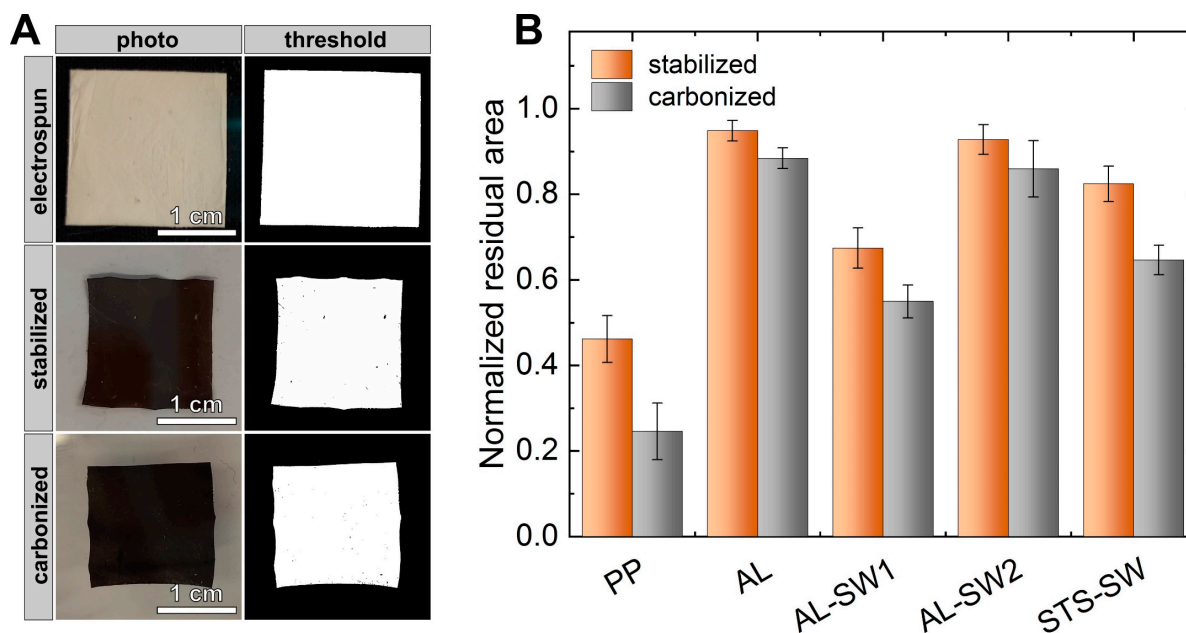 A
photo
threshold
electrospun
1 cm
stabilized
1 cm
carbonized
1 cm
B
stabilized
carbonized
Normalized residual area
1.0
0.8
0.6
0.4
0.2
0.0
PP
AL
AL-SW1
AL-SW2
STS-SW